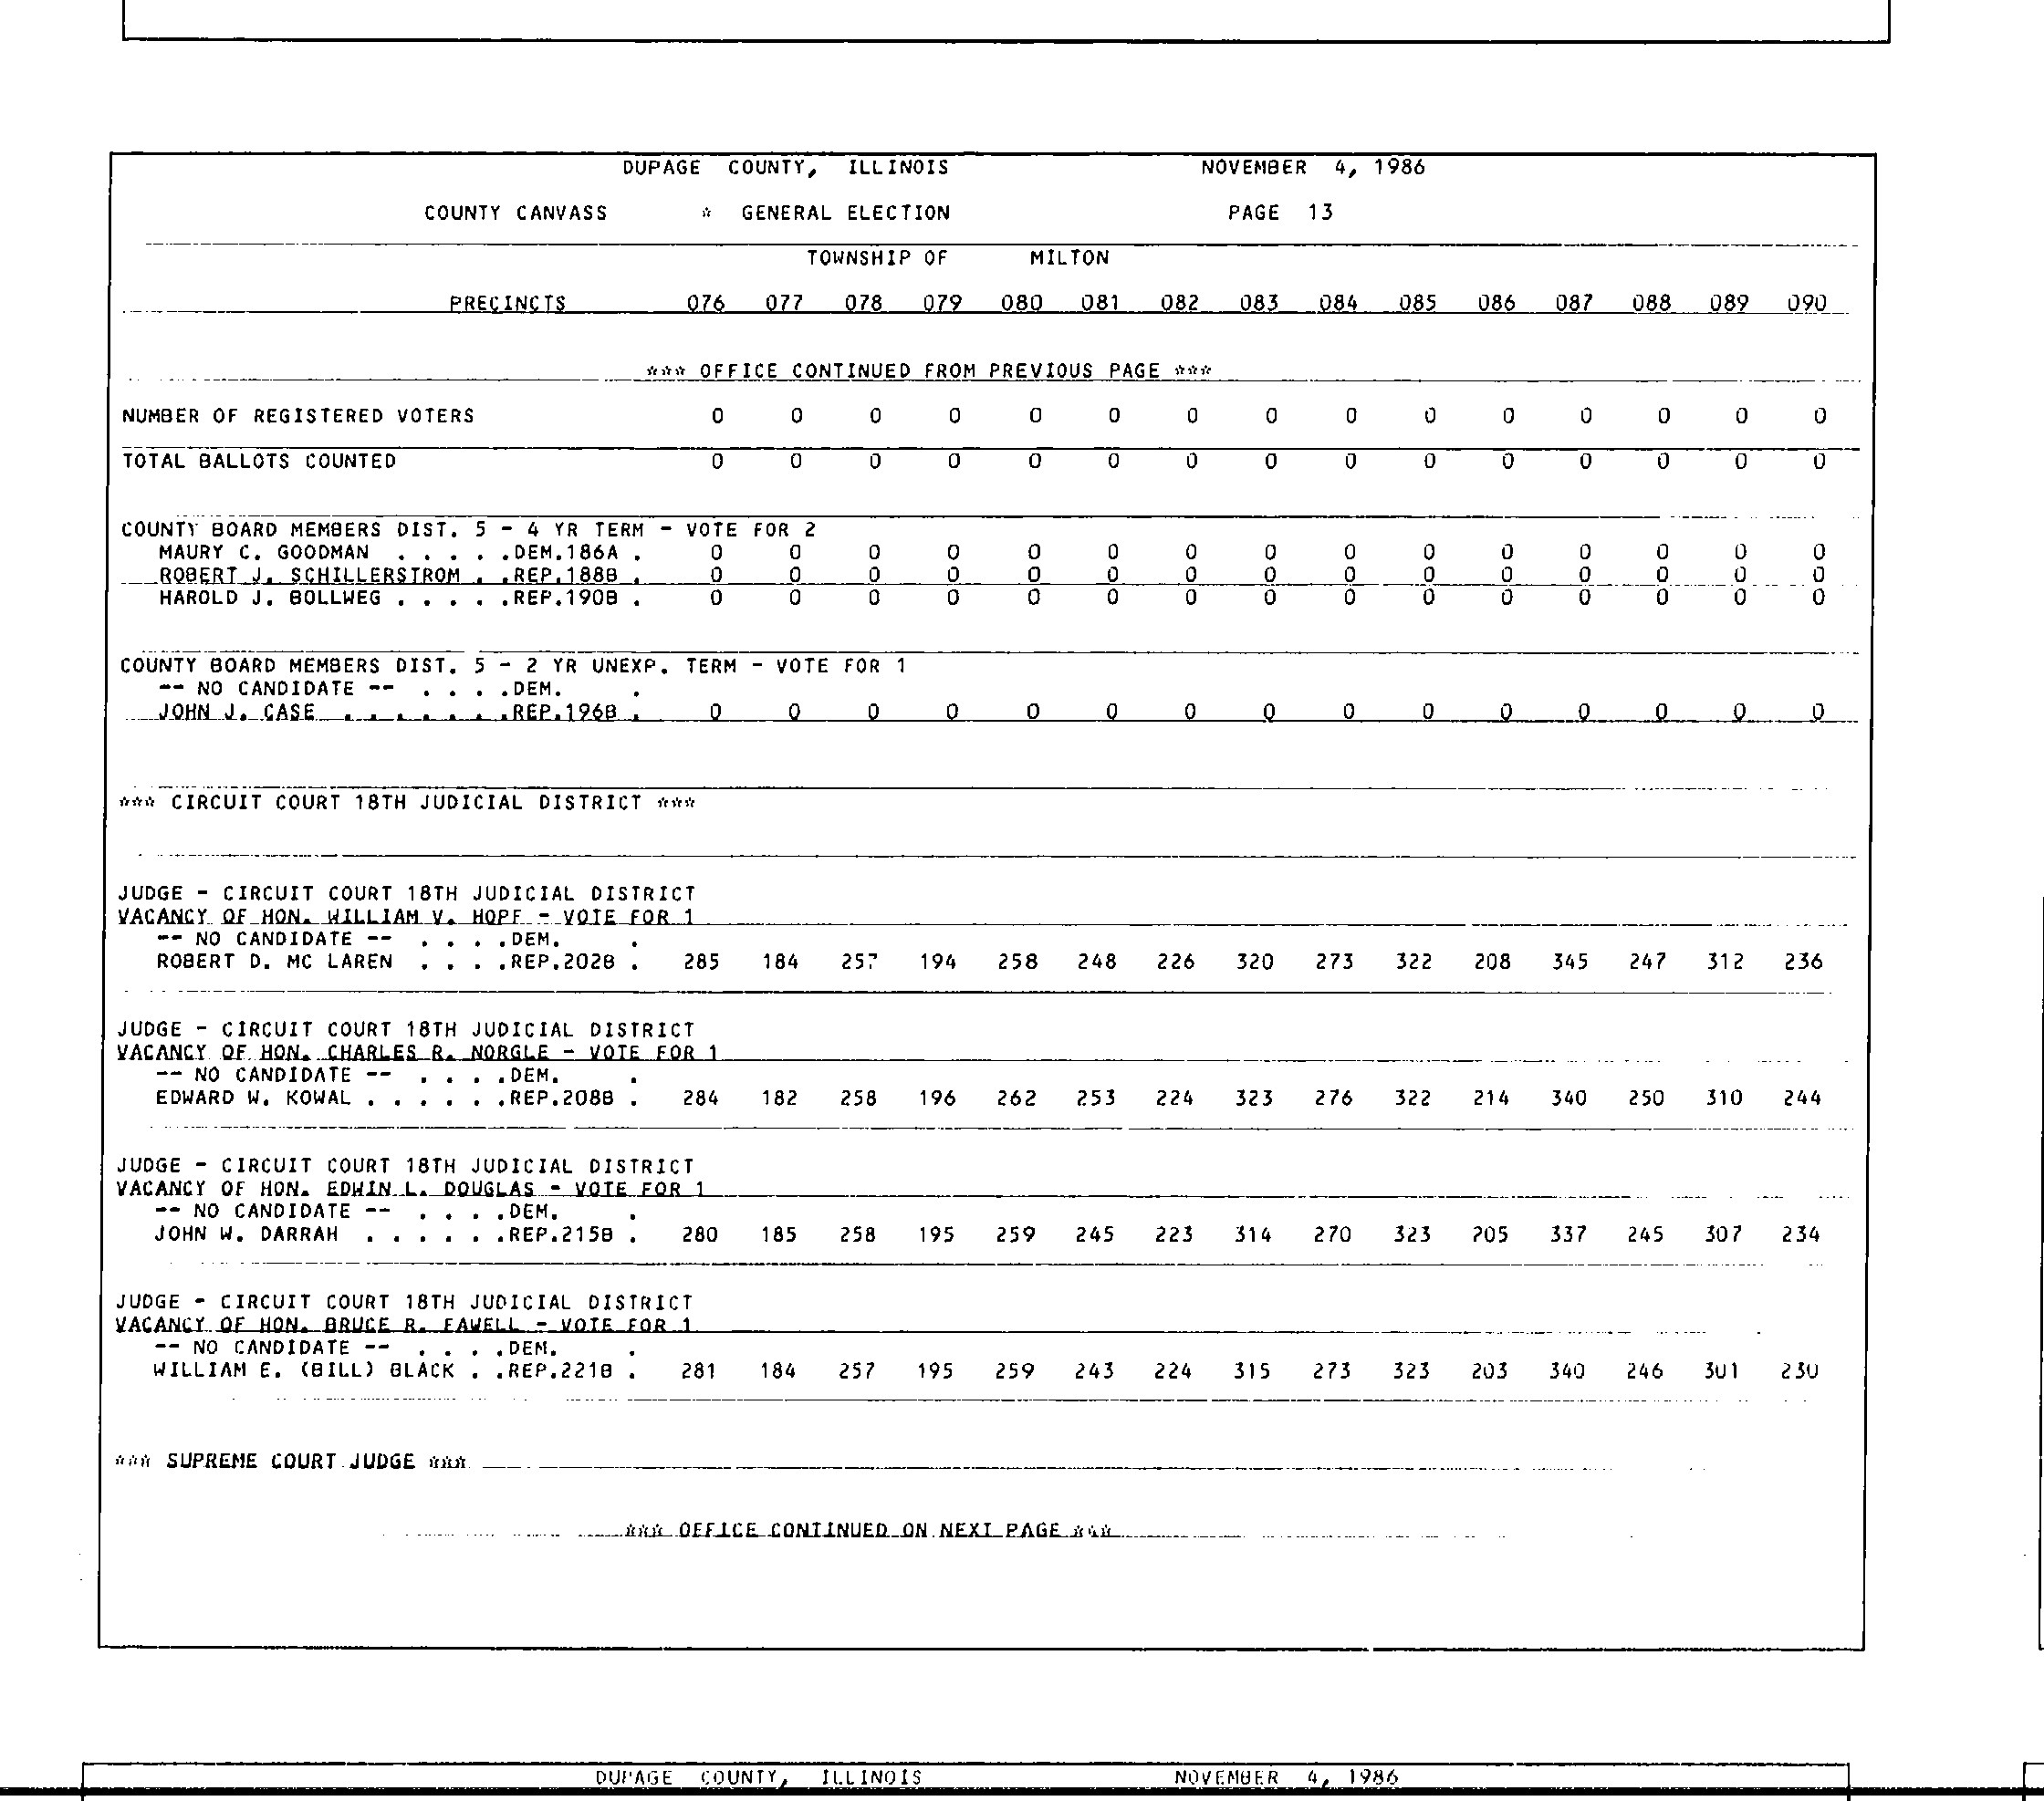 DUPAGE COUNTY, ILLINOIS NOVEMBER 4, 1986
COUNTY CANVASS * GENERAL ELECTION PAGE 13
TOWNSHIP OF MILTON
PRECINCTS 076 077 078 079 080 081 082 083 084 085 086 087 088 089 090
*** OFFICE CONTINUED FROM PREVIOUS PAGE ***
NUMBER OF REGISTERED VOTERS 0 0 0 0 0 0 0 0 0 0 0 0 0 0 0
TOTAL BALLOTS COUNTED 0 0 0 0 0 0 0 0 0 0 0 0 0 0 0
COUNTY BOARD MEMBERS DIST. 5 - 4 YR TERM - VOTE FOR 2
MAURY C. GOODMAN . . . . .DEM.186A . 0 0 0 0 0 0 0 0 0 0 0 0 0 0 0
ROBERT J. SCHILLERSTROM . .REP.188B . 0 0 0 0 0 0 0 0 0 0 0 0 0 0 0
HAROLD J. BOLLWEG . . . . .REP.190B . 0 0 0 0 0 0 0 0 0 0 0 0 0 0 0
COUNTY BOARD MEMBERS DIST. 5 - 2 YR UNEXP. TERM - VOTE FOR 1
-- NO CANDIDATE -- . . . .DEM. .
JOHN J. CASE . . . . . . .REP.196B . 0 0 0 0 0 0 0 0 0 0 0 0 0 0 0
*** CIRCUIT COURT 18TH JUDICIAL DISTRICT ***
JUDGE - CIRCUIT COURT 18TH JUDICIAL DISTRICT
VACANCY OF HON. WILLIAM V. HOPF - VOTE FOR 1
-- NO CANDIDATE -- . . . .DEM. .
ROBERT D. MC LAREN . . . .REP.202B . 285 184 257 194 258 248 226 320 273 322 208 345 247 312 236
JUDGE - CIRCUIT COURT 18TH JUDICIAL DISTRICT
VACANCY OF HON. CHARLES R. NORGLE - VOTE FOR 1
-- NO CANDIDATE -- . . . .DEM. .
EDWARD W. KOWAL . . . . . .REP.208B . 284 182 258 196 262 253 224 323 276 322 214 340 250 310 244
JUDGE - CIRCUIT COURT 18TH JUDICIAL DISTRICT
VACANCY OF HON. EDWIN L. DOUGLAS - VOTE FOR 1
-- NO CANDIDATE -- . . . .DEM. .
JOHN W. DARRAH . . . . . .REP.215B . 280 185 258 195 259 245 223 314 270 323 205 337 245 307 234
JUDGE - CIRCUIT COURT 18TH JUDICIAL DISTRICT
VACANCY OF HON. BRUCE R. FAWELL - VOTE FOR 1
-- NO CANDIDATE -- . . . .DEM. .
WILLIAM E. (BILL) BLACK . .REP.221B . 281 184 257 195 259 243 224 315 273 323 203 340 246 301 230
*** SUPREME COURT JUDGE ***
*** OFFICE CONTINUED ON NEXT PAGE ***
DUPAGE COUNTY, ILLINOIS NOVEMBER 4, 1986